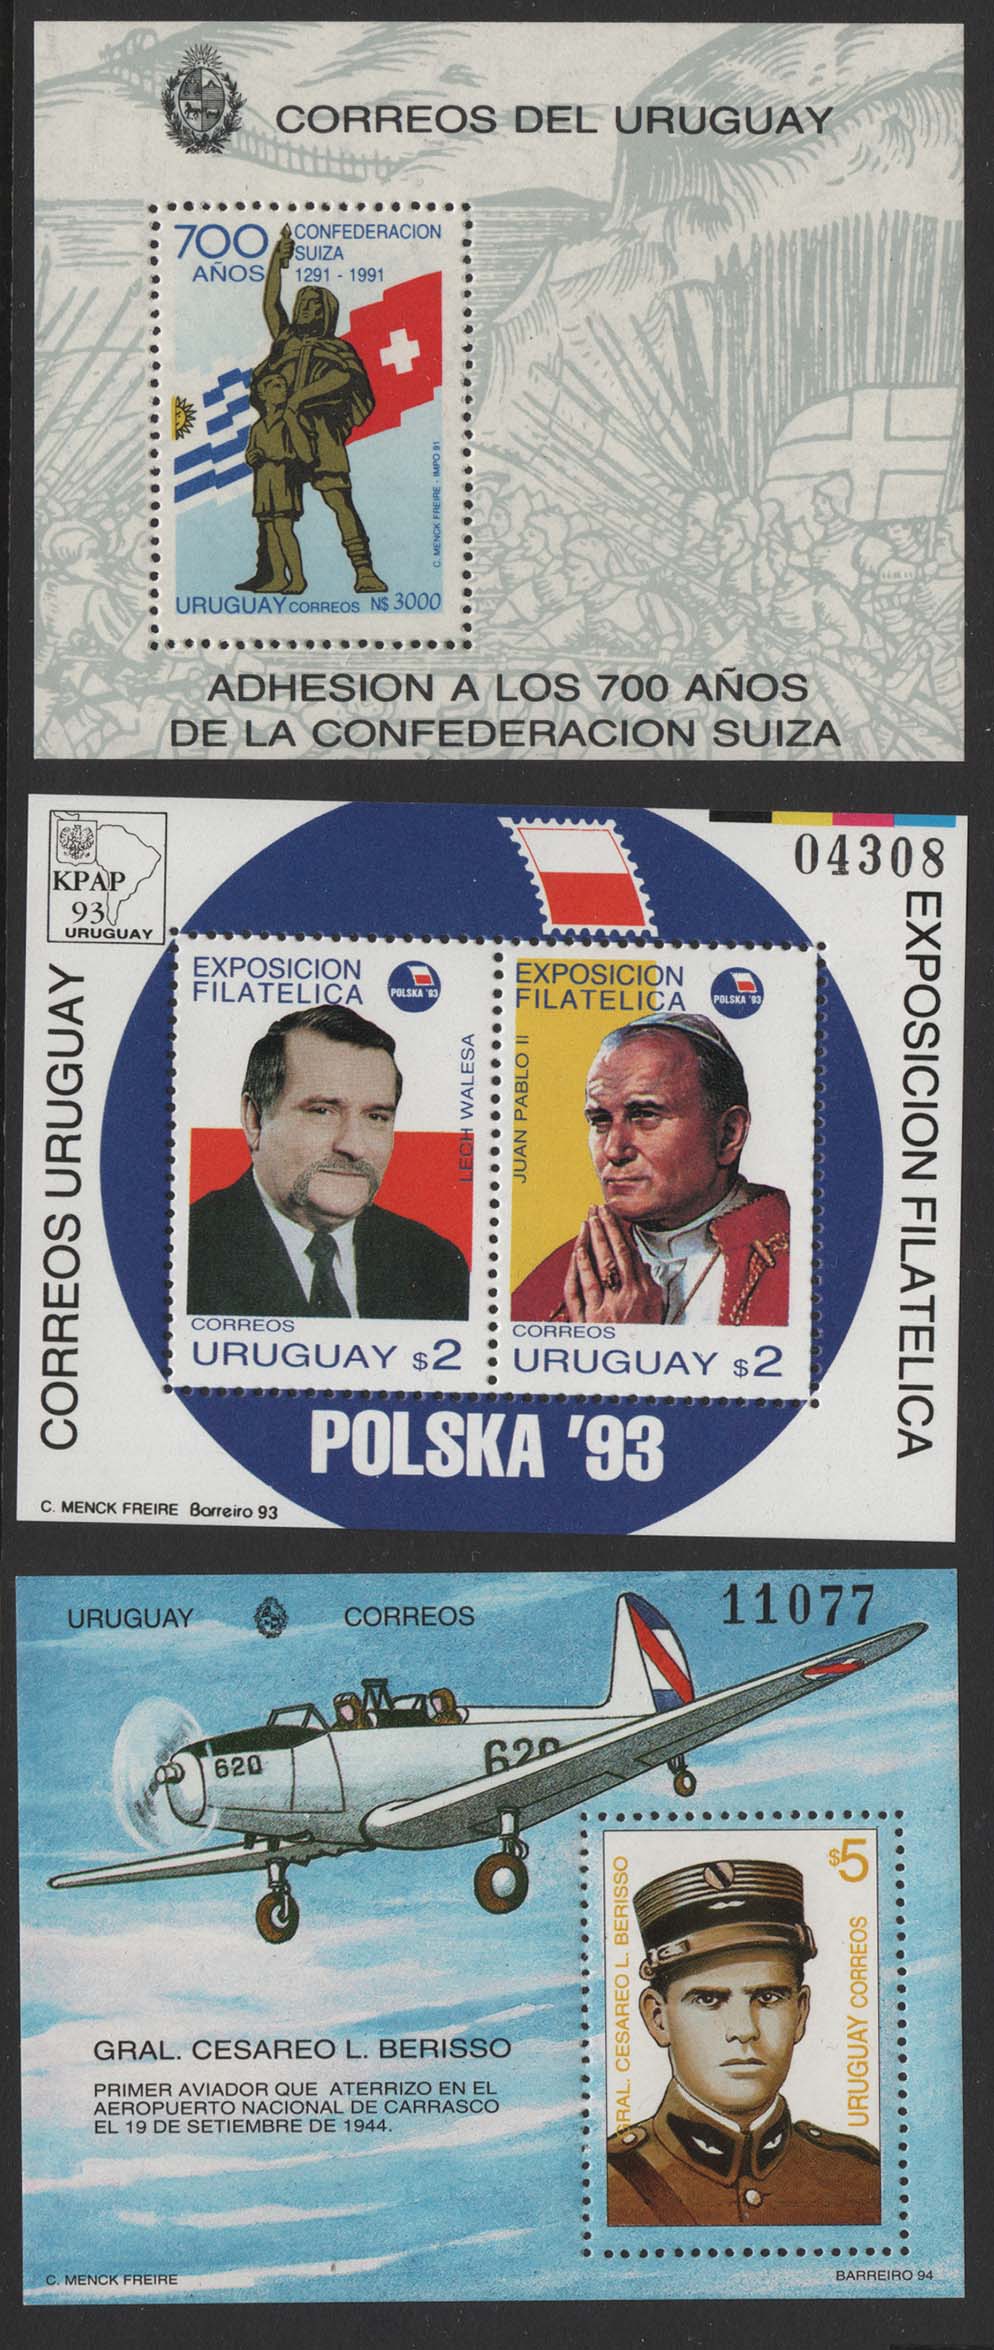 CORREOS DEL URUGUAY
700
AÑOS
CONFEDERACION
SUIZA
1291 - 1991
C. MENCK FREIRE - IMPO 91
URUGUAY CORREOS N$ 3000
ADHESION A LOS 700 AÑOS
DE LA CONFEDERACION SUIZA
KPAP
93
URUGUAY
04308
CORREOS URUGUAY
EXPOSICION FILATELICA
EXPOSICION
FILATELICA
POLSKA '93
LECH WALESA
CORREOS
URUGUAY $2
EXPOSICION
FILATELICA
POLSKA '93
JUAN PABLO II
CORREOS
URUGUAY $2
POLSKA '93
C. MENCK FREIRE Barreiro 93
URUGUAY CORREOS
11077
620
620
GRAL. CESAREO L. BERISSO
PRIMER AVIADOR QUE ATERRIZO EN EL
AEROPUERTO NACIONAL DE CARRASCO
EL 19 DE SETIEMBRE DE 1944.
GRAL. CESAREO L. BERISSO
$5
URUGUAY CORREOS
C. MENCK FREIRE
BARREIRO 94